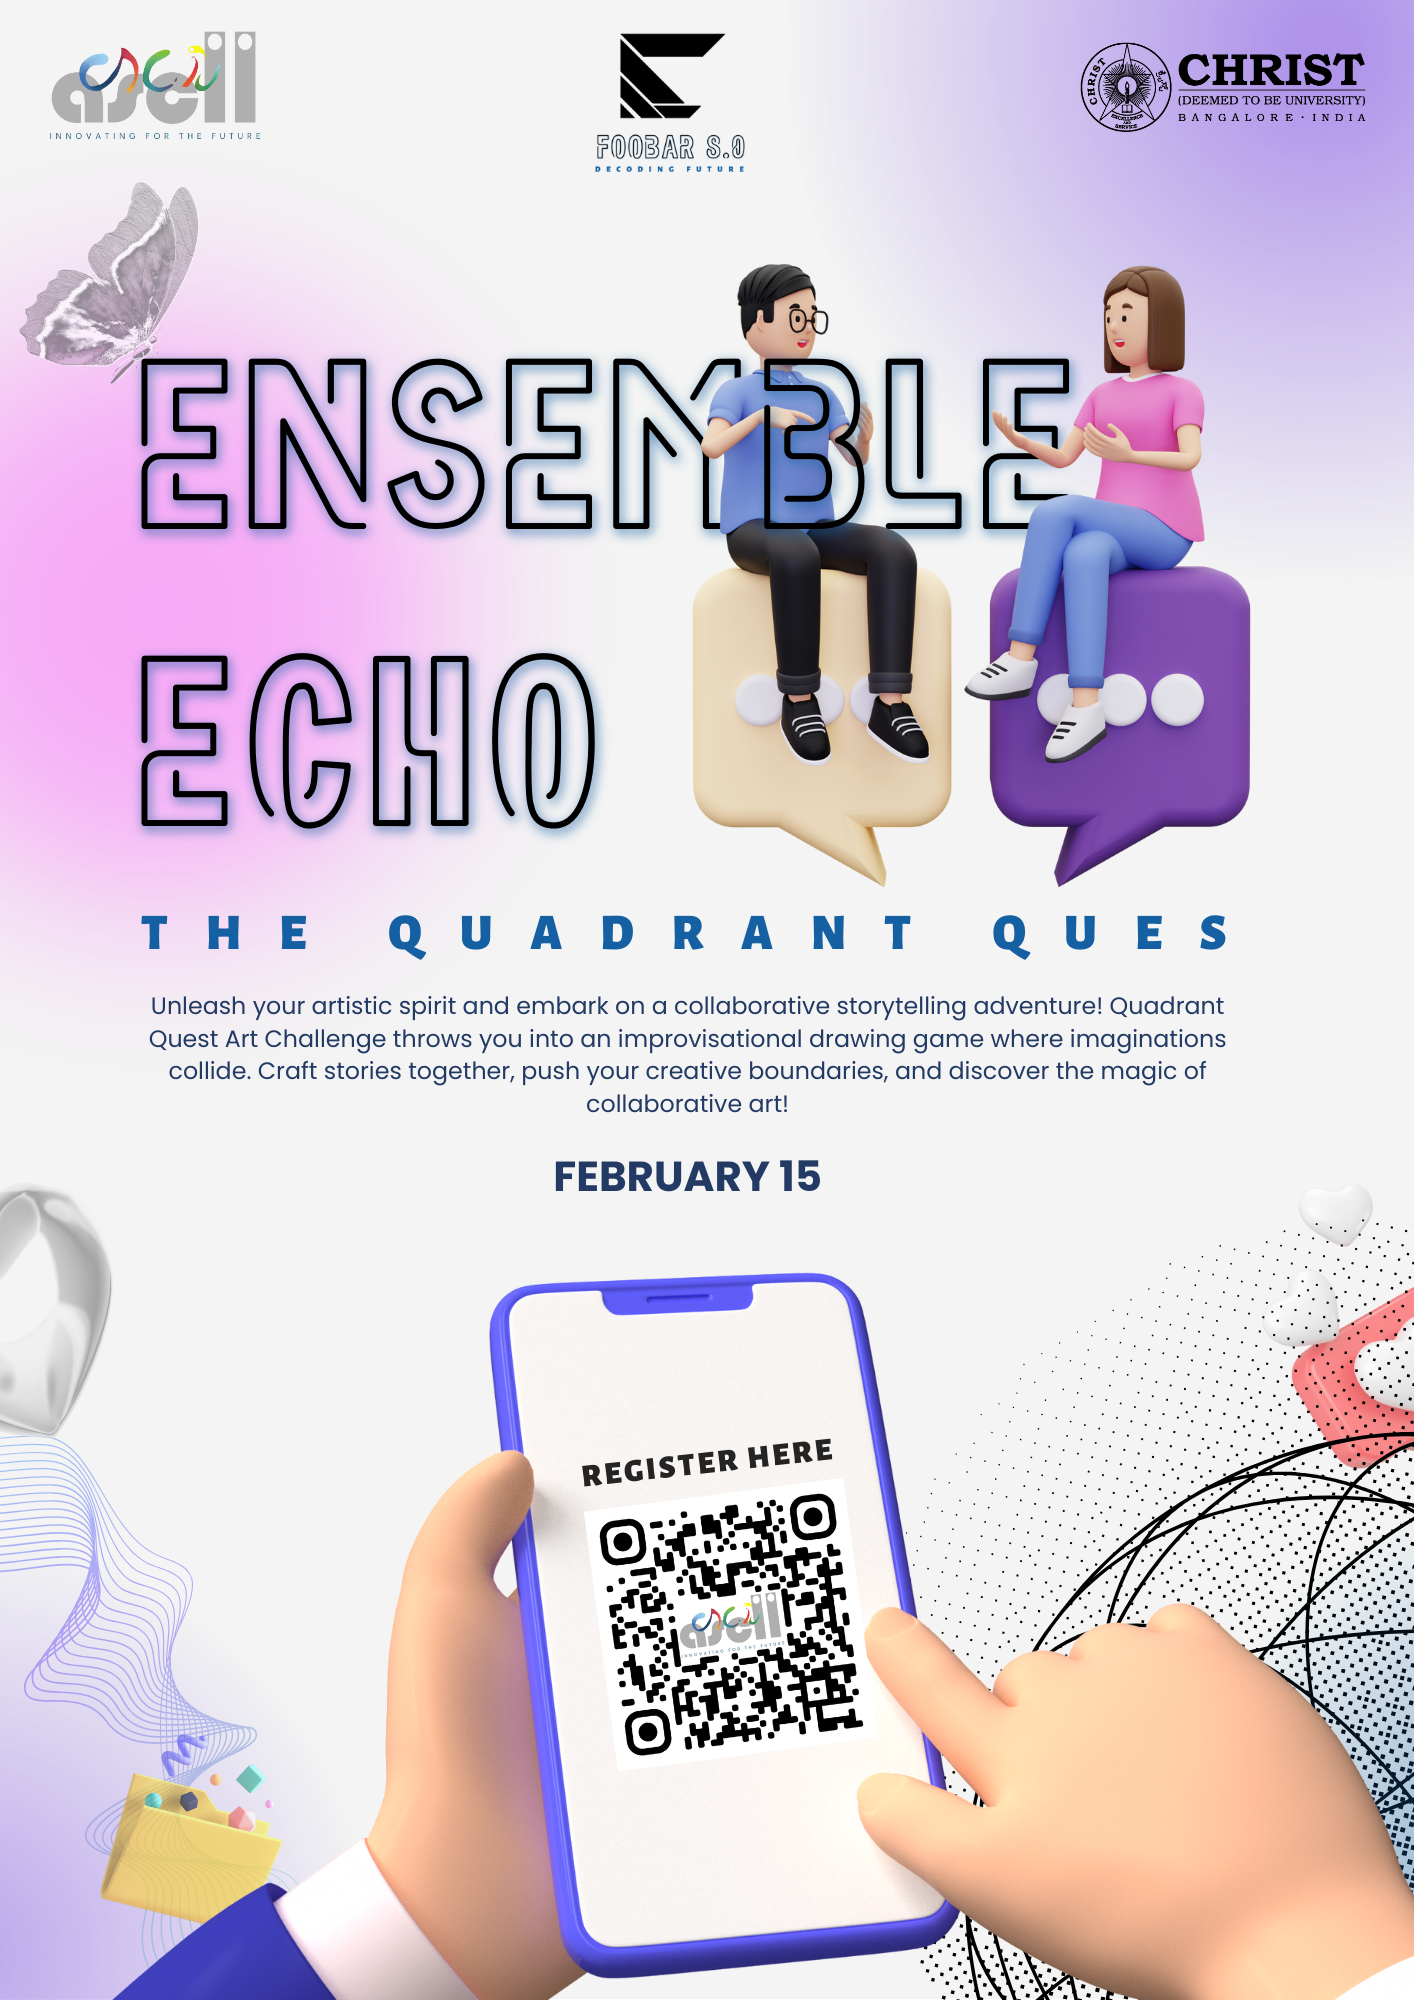 ascii
INNOVATING FOR THE FUTURE
FOOBAR 8.0
DECODING FUTURE
CHRIST
EXCELLENCE AND SERVICE
CHRIST
(DEEMED TO BE UNIVERSITY)
BANGALORE · INDIA
ENSEMBLE
ECHO
THE QUADRANT QUES
Unleash your artistic spirit and embark on a collaborative storytelling adventure! Quadrant
Quest Art Challenge throws you into an improvisational drawing game where imaginations
collide. Craft stories together, push your creative boundaries, and discover the magic of
collaborative art!
FEBRUARY 15
REGISTER HERE
ascii
INNOVATING FOR THE FUTURE